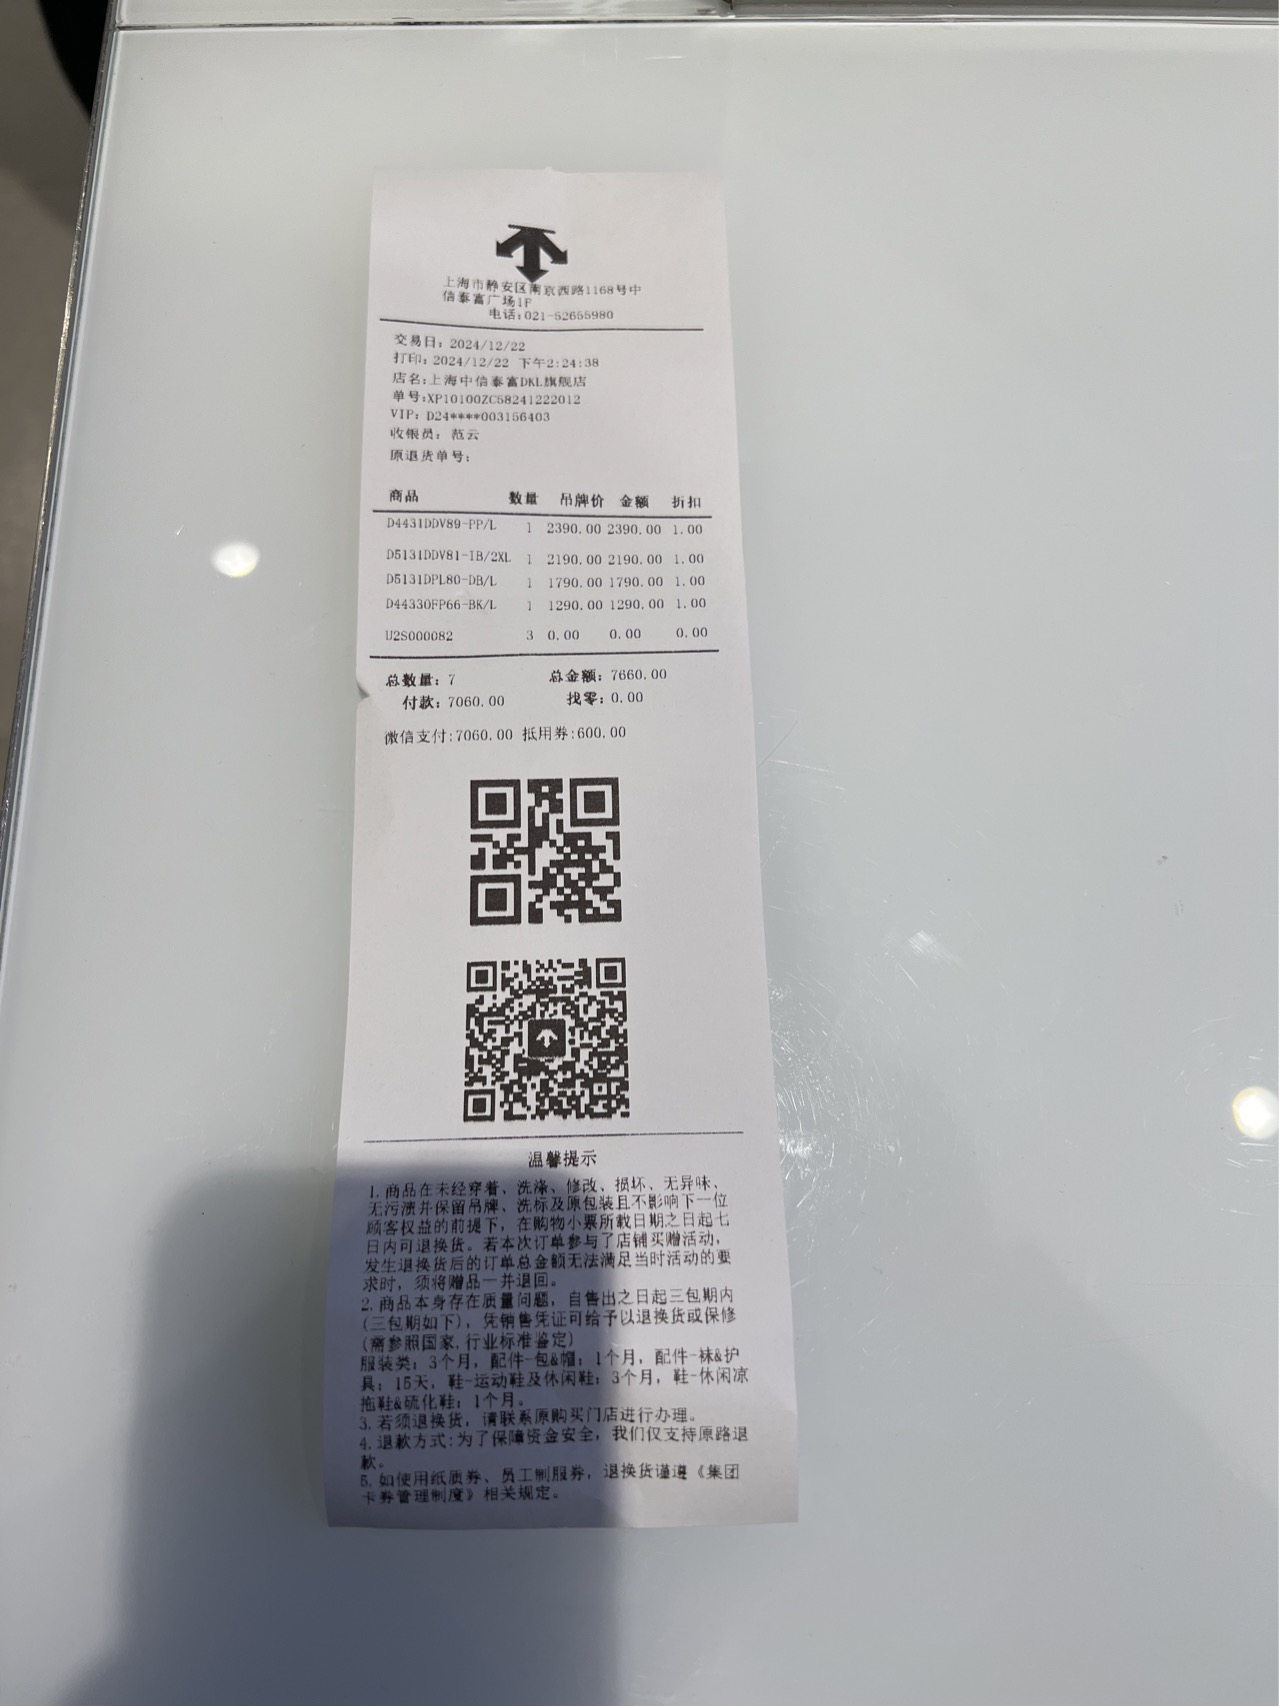 上海市静安区南京西路1168号中
信泰富广场1F
电话:021-52655980
交易日: 2024/12/22
打印: 2024/12/22 下午2:24:38
店名:上海中信泰富DKL旗舰店
单号:XP10100ZC58241222012
VIP: D24****003156403
收银员: 范云
原退货单号:
商品 数量 吊牌价 金额 折扣
D4431DDV89-PP/L 1 2390.00 2390.00 1.00
D5131DDV81-IB/2XL 1 2190.00 2190.00 1.00
D5131DPL80-DB/L 1 1790.00 1790.00 1.00
D4433OFP66-BK/L 1 1290.00 1290.00 1.00
U2S000082 3 0.00 0.00 0.00
总数量: 7 总金额: 7660.00
付款: 7060.00 找零: 0.00
微信支付:7060.00 抵用券:600.00
温馨提示
1.商品在未经穿着、洗涤、修改、损坏、无异味、
无污渍并保留吊牌、洗标及原包装且不影响下一位
顾客权益的前提下，在购物小票所载日期之日起七
日内可退换货。若本次订单参与了店铺买赠活动，
发生退换货后的订单总金额无法满足当时活动的要
求时，须将赠品一并退回。
2.商品本身存在质量问题，自售出之日起三包期内
(三包期如下)，凭销售凭证可给予以退换货或保修
(需参照国家,行业标准鉴定)
服装类: 3个月，配件-包&帽: 1个月，配件-袜&护
具: 15天，鞋-运动鞋及休闲鞋: 3个月，鞋-休闲凉
拖鞋&硫化鞋: 1个月。
3.若须退换货，请联系原购买门店进行办理。
4.退款方式:为了保障资金安全，我们仅支持原路退
款。
5.如使用纸质券、员工制服券，退换货谨遵《集团
卡券管理制度》相关规定。